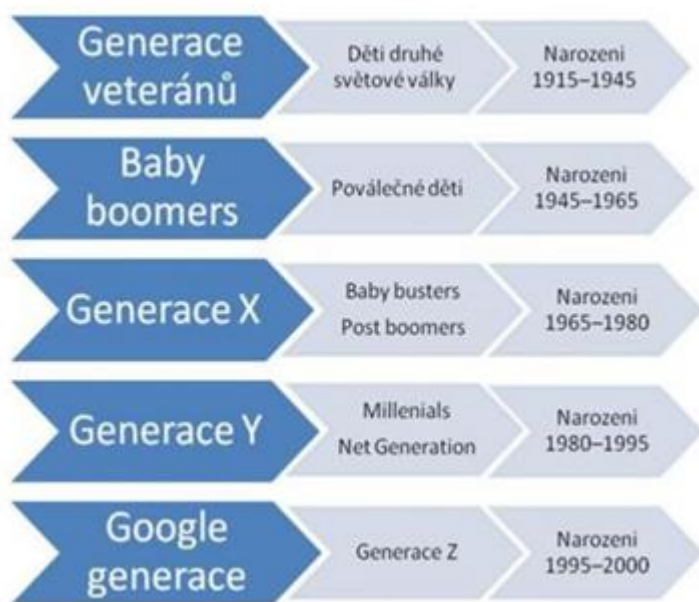 Generace
veteránů
Děti druhé
světové války
Narozeni
1915–1945
Baby
boomers
Poválečné děti
Narozeni
1945–1965
Generace X
Baby busters
Post boomers
Narozeni
1965–1980
Generace Y
Millenials
Net Generation
Narozeni
1980–1995
Google
generace
Generace Z
Narozeni
1995–2000